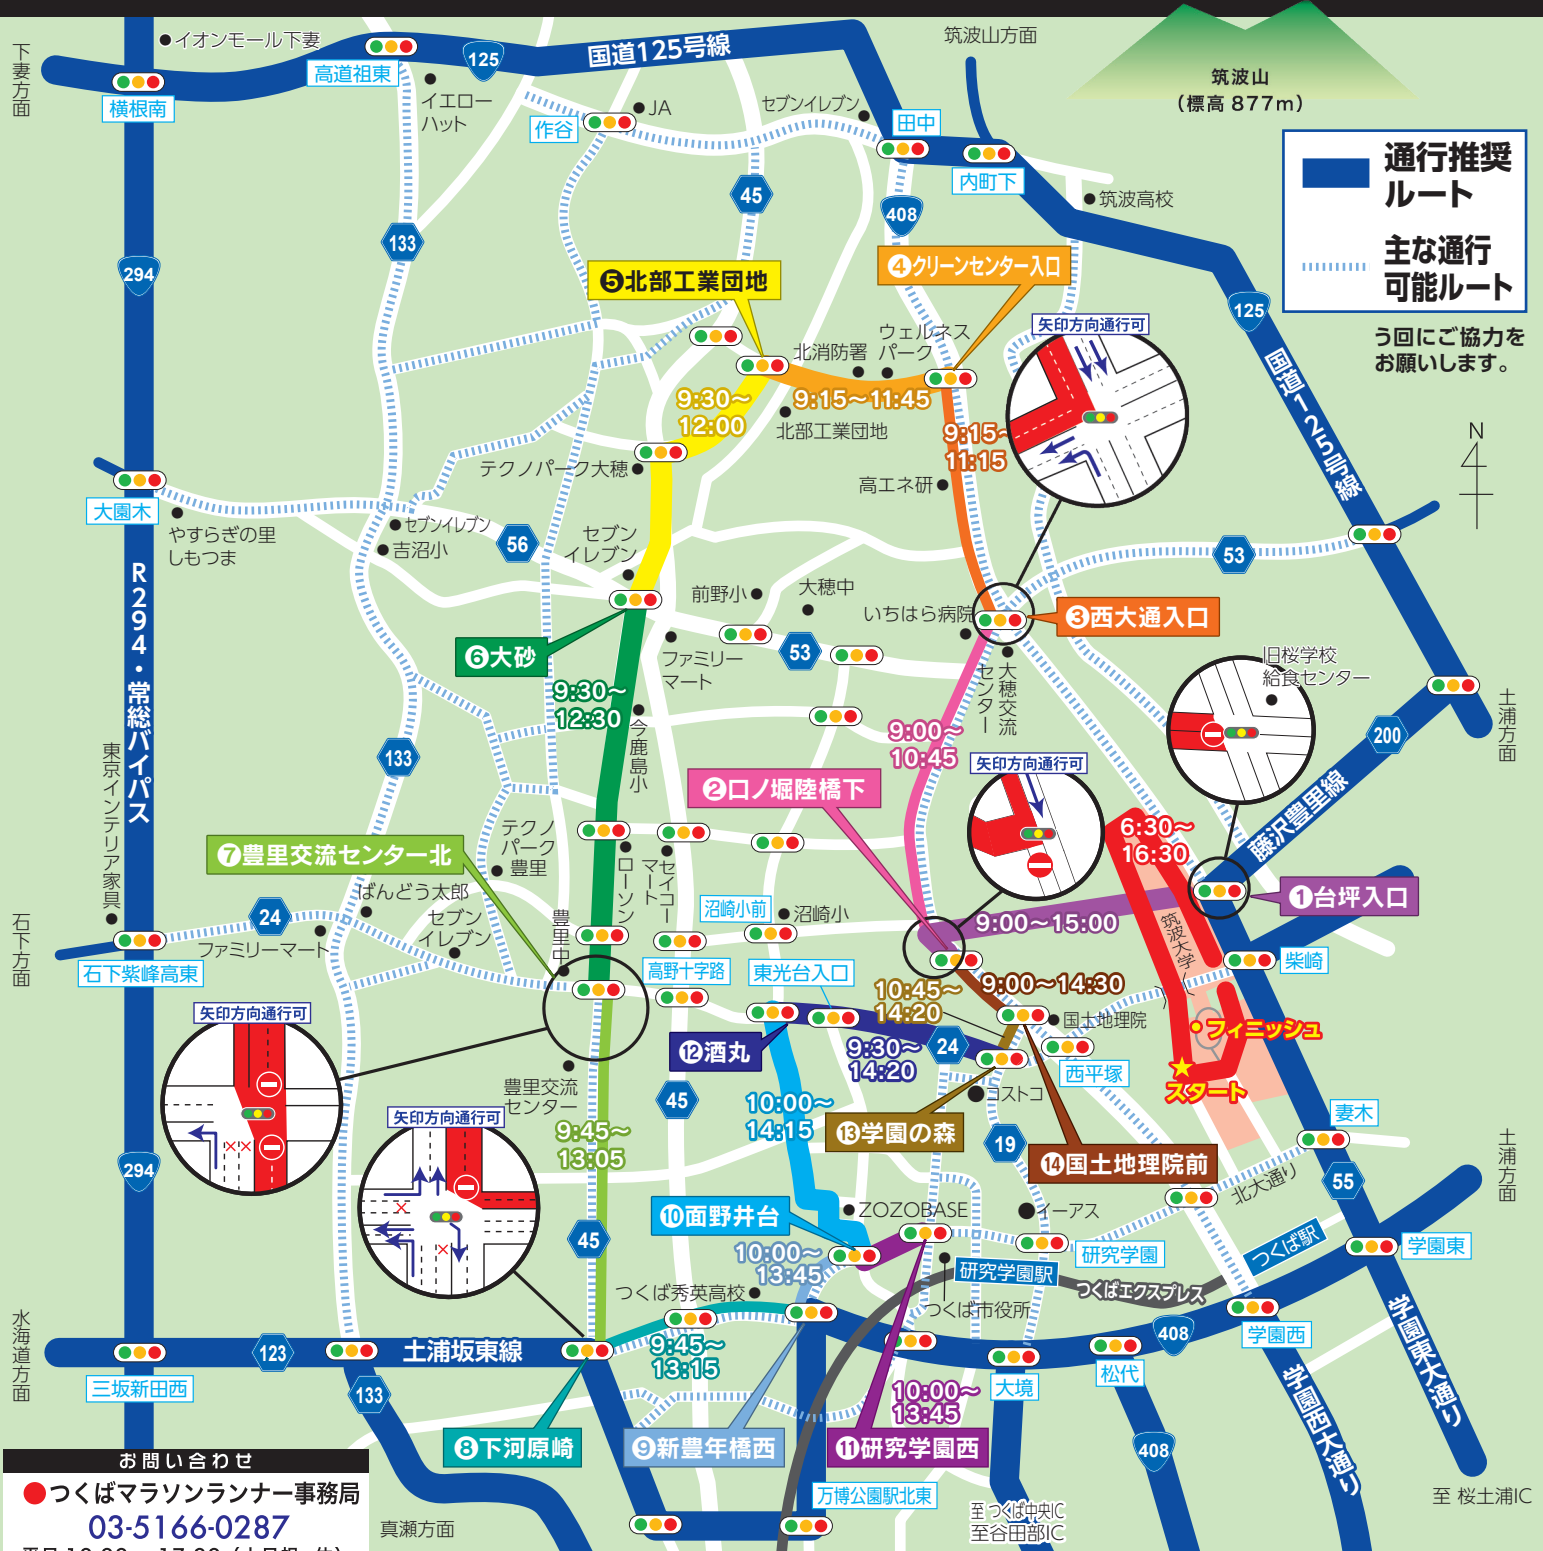 下妻方面
イオンモール下妻
横根南
高道祖東
125
国道125号線
筑波山方面
筑波山
(標高 877m)
イエロー
ハット
作谷
JA
セブンイレブン
田中
内町下
筑波高校
通行推奨
ルート
主な通行
可能ルート
う回にご協力を
お願いします。
N
294
133
45
408
❺北部工業団地
❹クリーンセンター入口
125
国道125号線
矢印方向通行可
北消防署
ウェルネス
パーク
9:30〜
12:00
9:15〜11:45
北部工業団地
9:15〜
11:15
テクノパーク大穂
高エネ研
大園木
やすらぎの里
しもつま
セブンイレブン
吉沼小
56
セブン
イレブン
53
R294・常総バイパス
前野小
大穂中
いちはら病院
❸西大通入口
❻大砂
53
ファミリー
マート
大穂交流
センター
旧桜学校
給食センター
土浦方面
9:30〜
12:30
今鹿島小
9:00〜
10:45
200
133
東京インテリア家具
矢印方向通行可
❷口ノ堀陸橋下
藤沢豊里線
6:30〜
16:30
テクノ
パーク
豊里
ローソン
セイコー
マート
❼豊里交流センター北
ばんどう太郎
24
ファミリーマート
セブン
イレブン
豊里中
沼崎小前
沼崎小
9:00〜15:00
❶台坪入口
筑波大学
柴崎
石下方面
石下紫峰高東
高野十字路
東光台入口
10:45〜
14:20
9:00〜14:30
国土地理院
フィニッシュ
スタート
矢印方向通行可
⓬酒丸
9:30〜
14:20
24
西平塚
コストコ
豊里交流
センター
45
10:00〜
14:15
⓭学園の森
妻木
矢印方向通行可
9:45〜
13:05
19
⓮国土地理院前
土浦方面
294
55
北大通り
❿面野井台
ZOZOBASE
イーアス
45
10:00〜
13:45
研究学園
つくば駅
学園東
研究学園駅
つくばエクスプレス
つくば秀英高校
つくば市役所
水海道方面
123
土浦坂東線
9:45〜
13:15
408
学園西
学園東大通り
三坂新田西
133
10:00〜
13:45
大境
松代
学園西大通り
❽下河原崎
❾新豊年橋西
⓫研究学園西
408
お問い合わせ
つくばマラソンランナー事務局
03-5166-0287
真瀬方面
万博公園駅北東
至 つくば中央IC
至谷田部IC
至 桜土浦IC